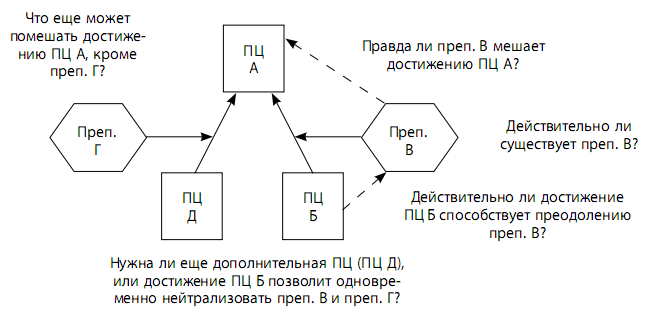 Что еще может
помешать достиже-
нию ПЦ А, кроме
преп. Г?
ПЦ
А
Правда ли преп. В мешает
достижению ПЦ А?
Преп.
Г
Преп.
В
Действительно ли
существует преп. В?
ПЦ
Д
ПЦ
Б
Действительно ли достижение
ПЦ Б способствует преодолению
преп. В?
Нужна ли еще дополнительная ПЦ (ПЦ Д),
или достижение ПЦ Б позволит одновре-
менно нейтрализовать преп. В и преп. Г?